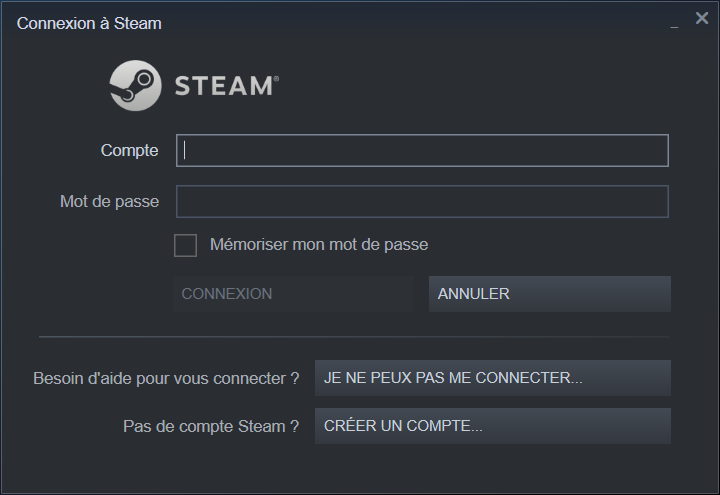 Connexion à Steam
STEAM®
Compte
Mot de passe
Mémoriser mon mot de passe
CONNEXION ANNULER
Besoin d'aide pour vous connecter ? JE NE PEUX PAS ME CONNECTER...
Pas de compte Steam ? CRÉER UN COMPTE...